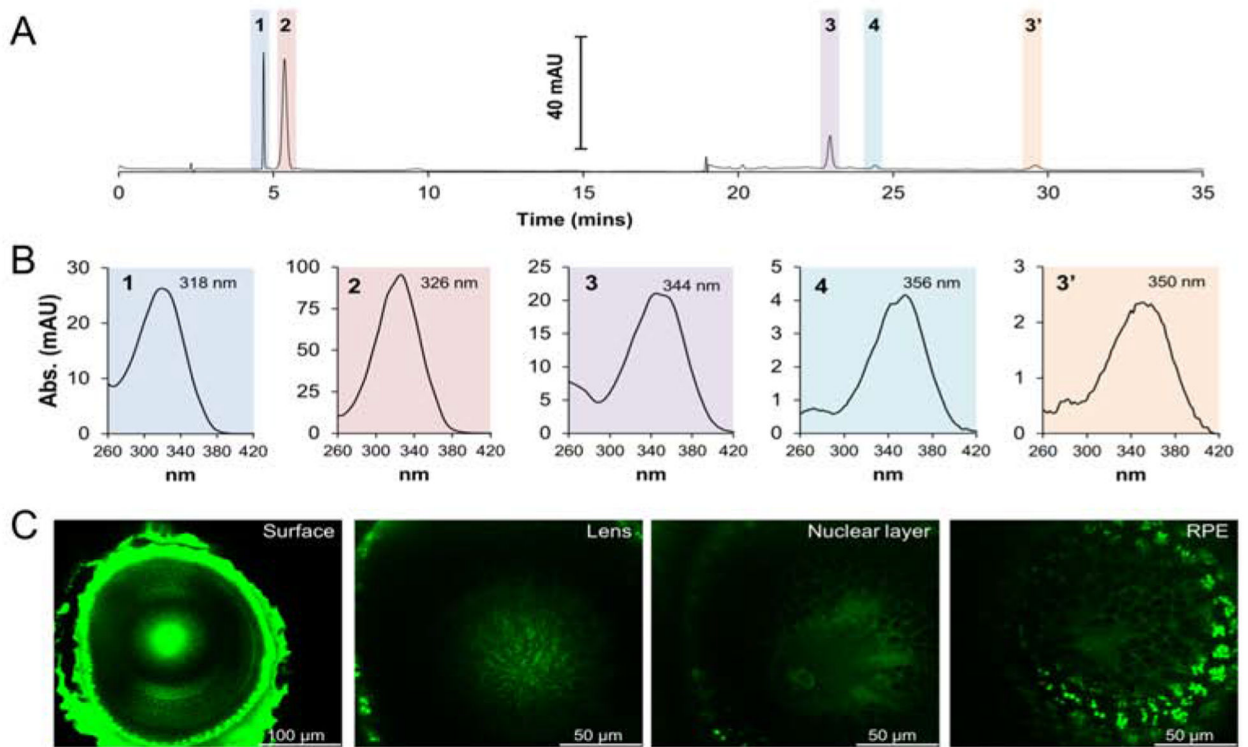 A
1 2 3 4 3’
40 mAU
0 5 10 15 20 25 30 35
Time (mins)
B
Abs. (mAU)
1 318 nm
30
20
10
0
260 300 340 380 420
nm
2 326 nm
100
75
50
25
0
260 300 340 380 420
nm
3 344 nm
25
20
15
10
5
0
260 300 340 380 420
nm
4 356 nm
5
4
3
2
1
0
260 300 340 380 420
nm
3’ 350 nm
3
2
1
0
260 300 340 380 420
nm
C
Surface
100 µm
Lens
50 µm
Nuclear layer
50 µm
RPE
50 µm